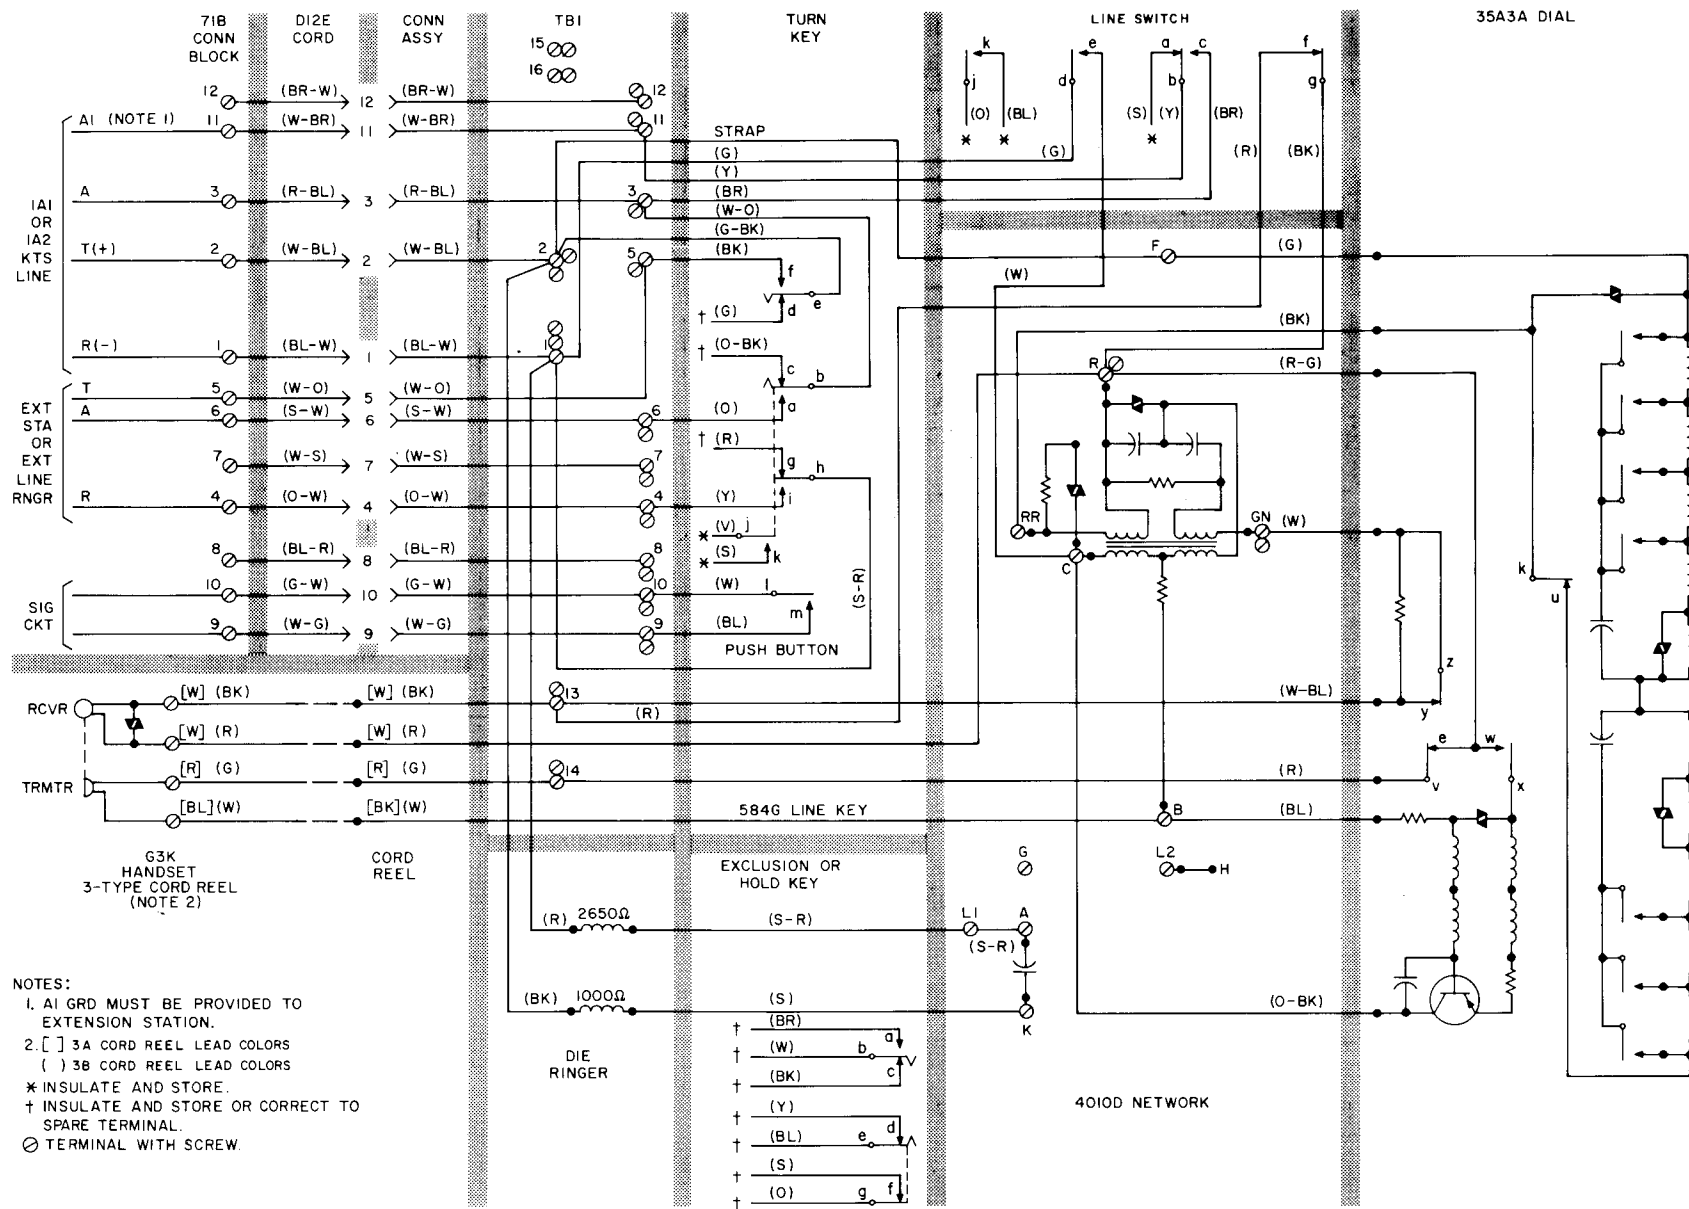 71B
CONN
BLOCK
D12E
CORD
CONN
ASSY
TB1
TURN
KEY
LINE SWITCH
35A3A DIAL
15
16
12 (BR-W) 12 (BR-W) 12
A1 (NOTE 1) 11 (W-BR) 11 (W-BR) 11
A 3 (R-BL) 3 (R-BL) 3
T(+) 2 (W-BL) 2 (W-BL) 2
R(-) 1 (BL-W) 1 (BL-W) 1
T 5 (W-O) 5 (W-O) 5
A 6 (S-W) 6 (S-W) 6
7 (W-S) 7 (W-S) 7
R 4 (O-W) 4 (O-W) 4
8 (BL-R) 8 (BL-R) 8
10 (G-W) 10 (G-W) 10
9 (W-G) 9 (W-G) 9
1A1
OR
1A2
KTS
LINE
EXT
STA
OR
EXT
LINE
RNGR
SIG
CKT
STRAP
(G)
(Y)
(BR)
(W-O)
(G-BK)
(BK)
f
e
† (G) d
† (O-BK)
c
b
a
(O)
† (R)
g
h
(Y) i
* (V) j
* (S) k
(W) l
m
(BL)
PUSH BUTTON
(S-R)
k
j
(O) (BL)
* *
e
d
(G)
a c
b
(S) (Y) (BR)
*
f
g
(R) (BK)
F (G)
(W)
(BK)
R (R-G)
RR
GN (W)
C
k
u
z
(W-BL)
y
e w
v x
(R)
B (BL)
(O-BK)
RCVR [W] (BK) [W] (BK) 13
(R)
[W] (R) [W] (R)
TRMTR [R] (G) [R] (G) 14
[BL](W) [BK](W) 584G LINE KEY
G3K
HANDSET
3-TYPE CORD REEL
(NOTE 2)
CORD
REEL
EXCLUSION OR
HOLD KEY
G
L2 H
(R) 2650Ω (S-R) L1 A
(S-R)
(BK) 1000Ω (S)
K
D1E
RINGER
† (BR) a
† (W) b
† (BK) c
† (Y) d
† (BL) e
† (S) f
† (O) g
4010D NETWORK
NOTES:
1. A1 GRD MUST BE PROVIDED TO
EXTENSION STATION.
2. [ ] 3A CORD REEL LEAD COLORS
( ) 3B CORD REEL LEAD COLORS
* INSULATE AND STORE.
† INSULATE AND STORE OR CORRECT TO
SPARE TERMINAL.
TERMINAL WITH SCREW.